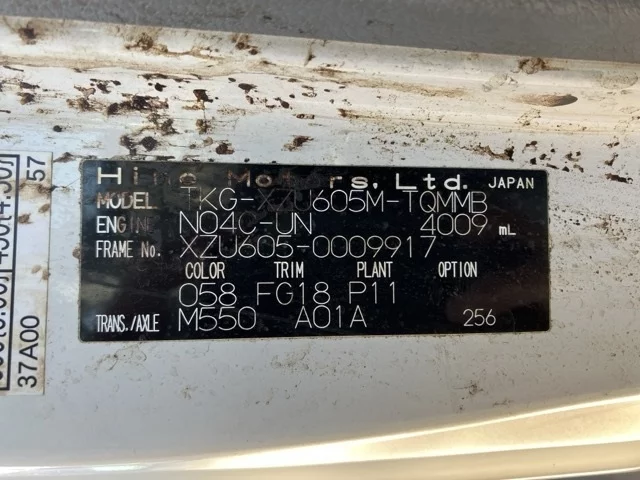 Hino Motors, Ltd. JAPAN
MODEL TKG-XZU605M-TQMMB
ENGINE N04C-UN 4009 mL
FRAME No. XZU605-0009917
COLOR TRIM PLANT OPTION
058 FG18 P11
TRANS./AXLE M550 A01A 256
57
37A00